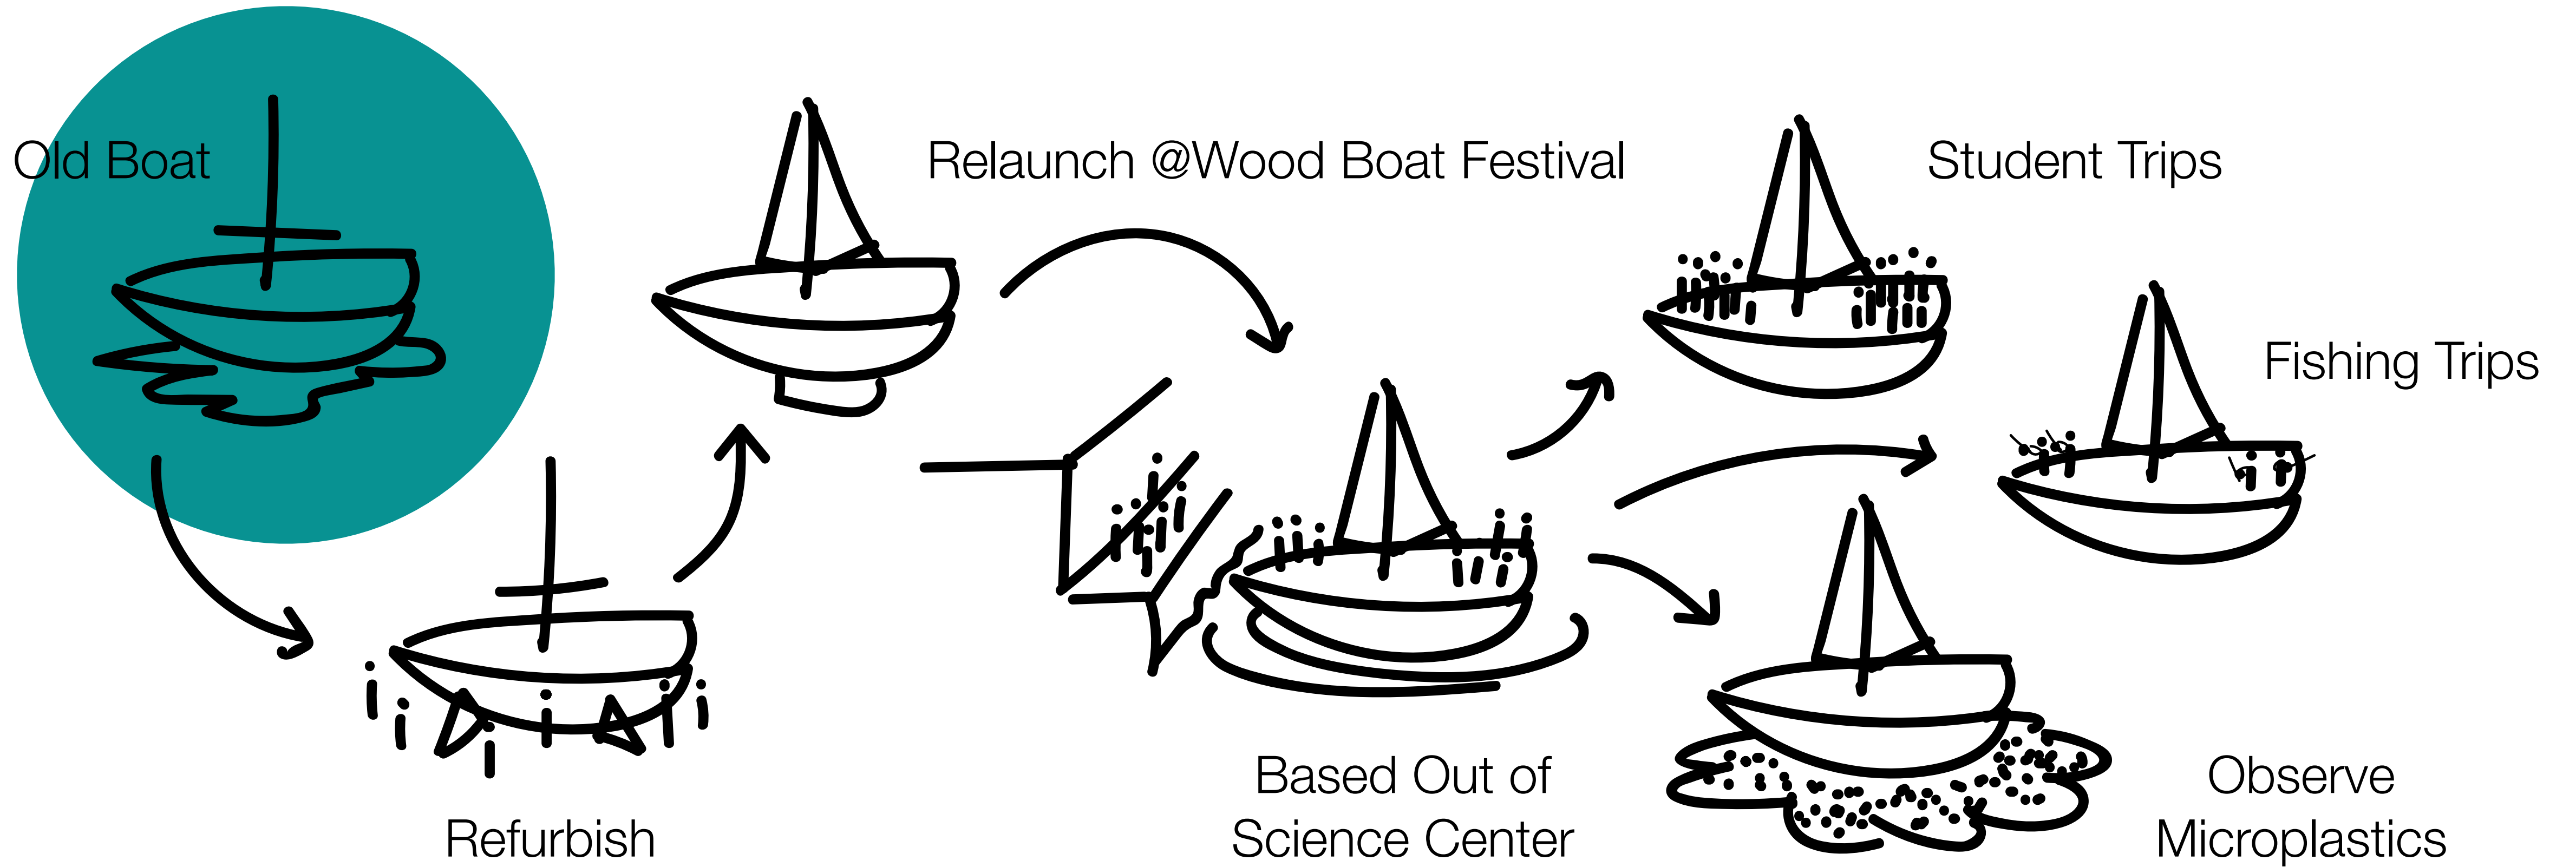 Old Boat
Refurbish
Relaunch @Wood Boat Festival
Based Out of
Science Center
Student Trips
Fishing Trips
Observe
Microplastics